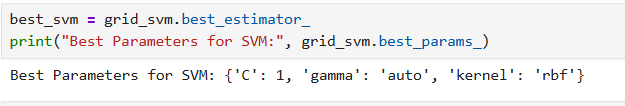 best_svm = grid_svm.best_estimator_
print("Best Parameters for SVM:", grid_svm.best_params_)
Best Parameters for SVM: {'C': 1, 'gamma': 'auto', 'kernel': 'rbf'}